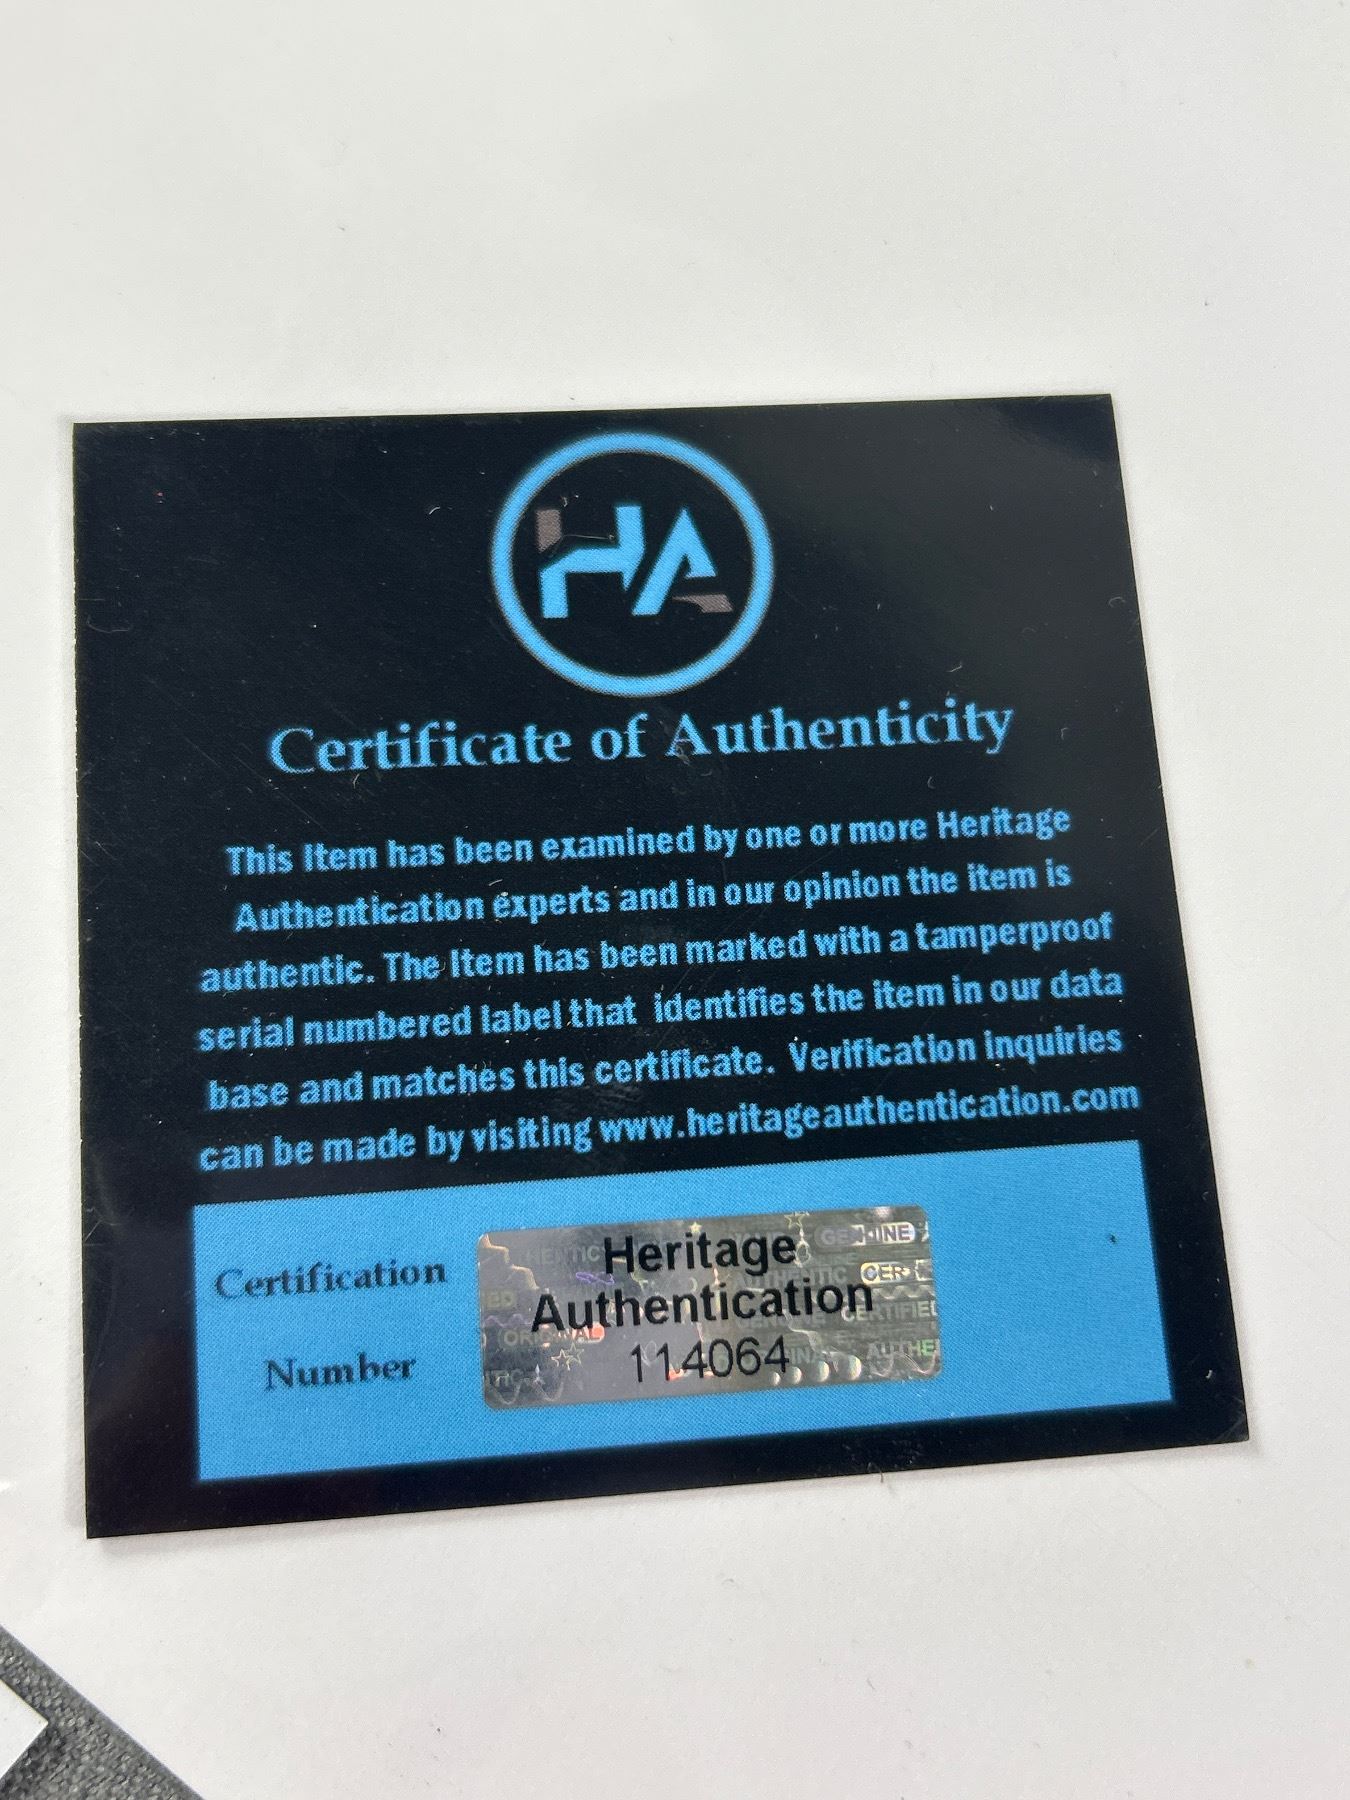 HA
Certificate of Authenticity
This Item has been examined by one or more Heritage
Authentication experts and in our opinion the item is
authentic. The Item has been marked with a tamperproof
serial numbered label that identifies the item in our data
base and matches this certificate. Verification inquiries
can be made by visiting www.heritageauthentication.com
Certification
Number
Heritage
Authentication
114064